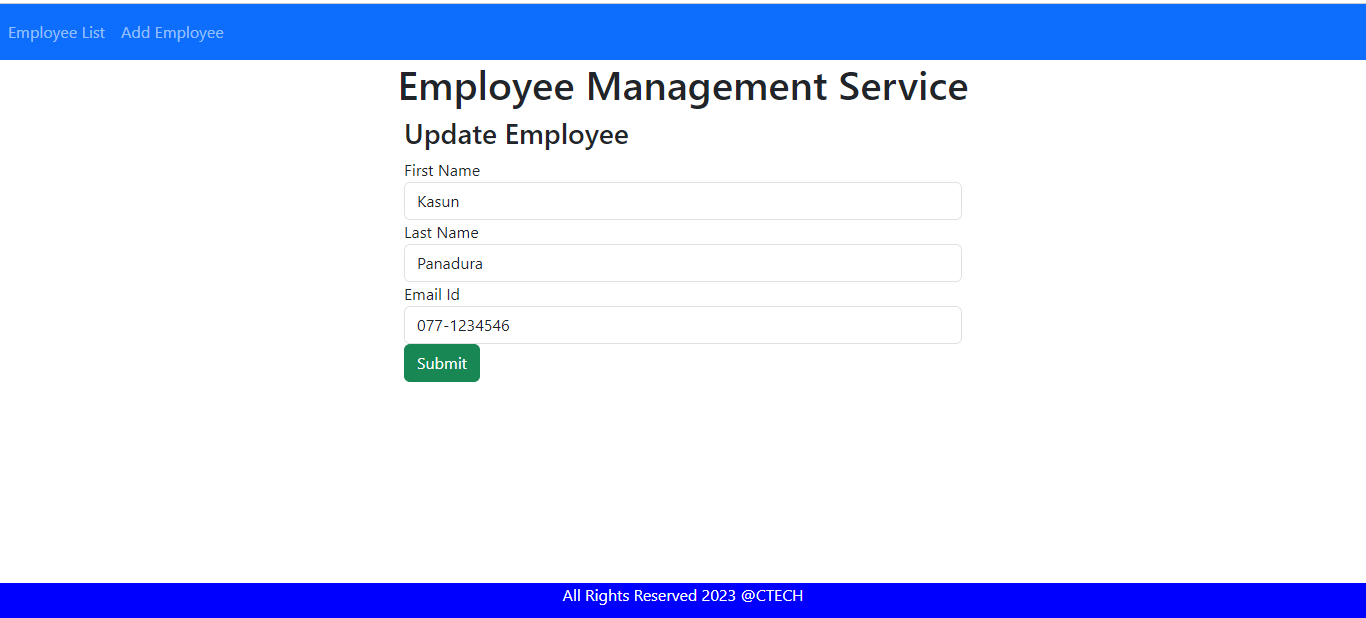 Employee List Add Employee
Employee Management Service
Update Employee
First Name
Kasun
Last Name
Panadura
Email Id
077-1234546
Submit
All Rights Reserved 2023 @CTECH